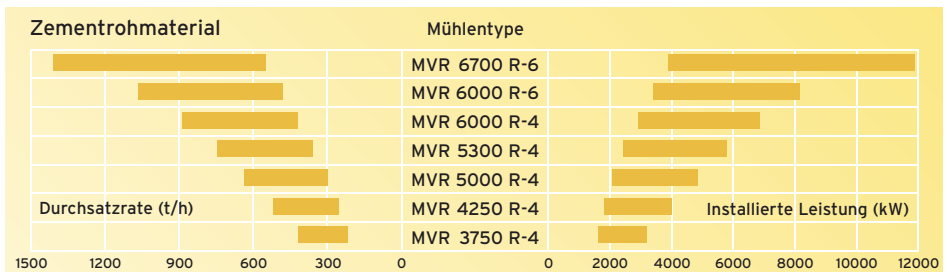 Zementrohmaterial Mühlentype
MVR 6700 R-6
MVR 6000 R-6
MVR 6000 R-4
MVR 5300 R-4
MVR 5000 R-4
Durchsatzrate (t/h) MVR 4250 R-4 Installierte Leistung (kW)
MVR 3750 R-4
1500 1200 900 600 300 0 0 2000 4000 6000 8000 10000 12000